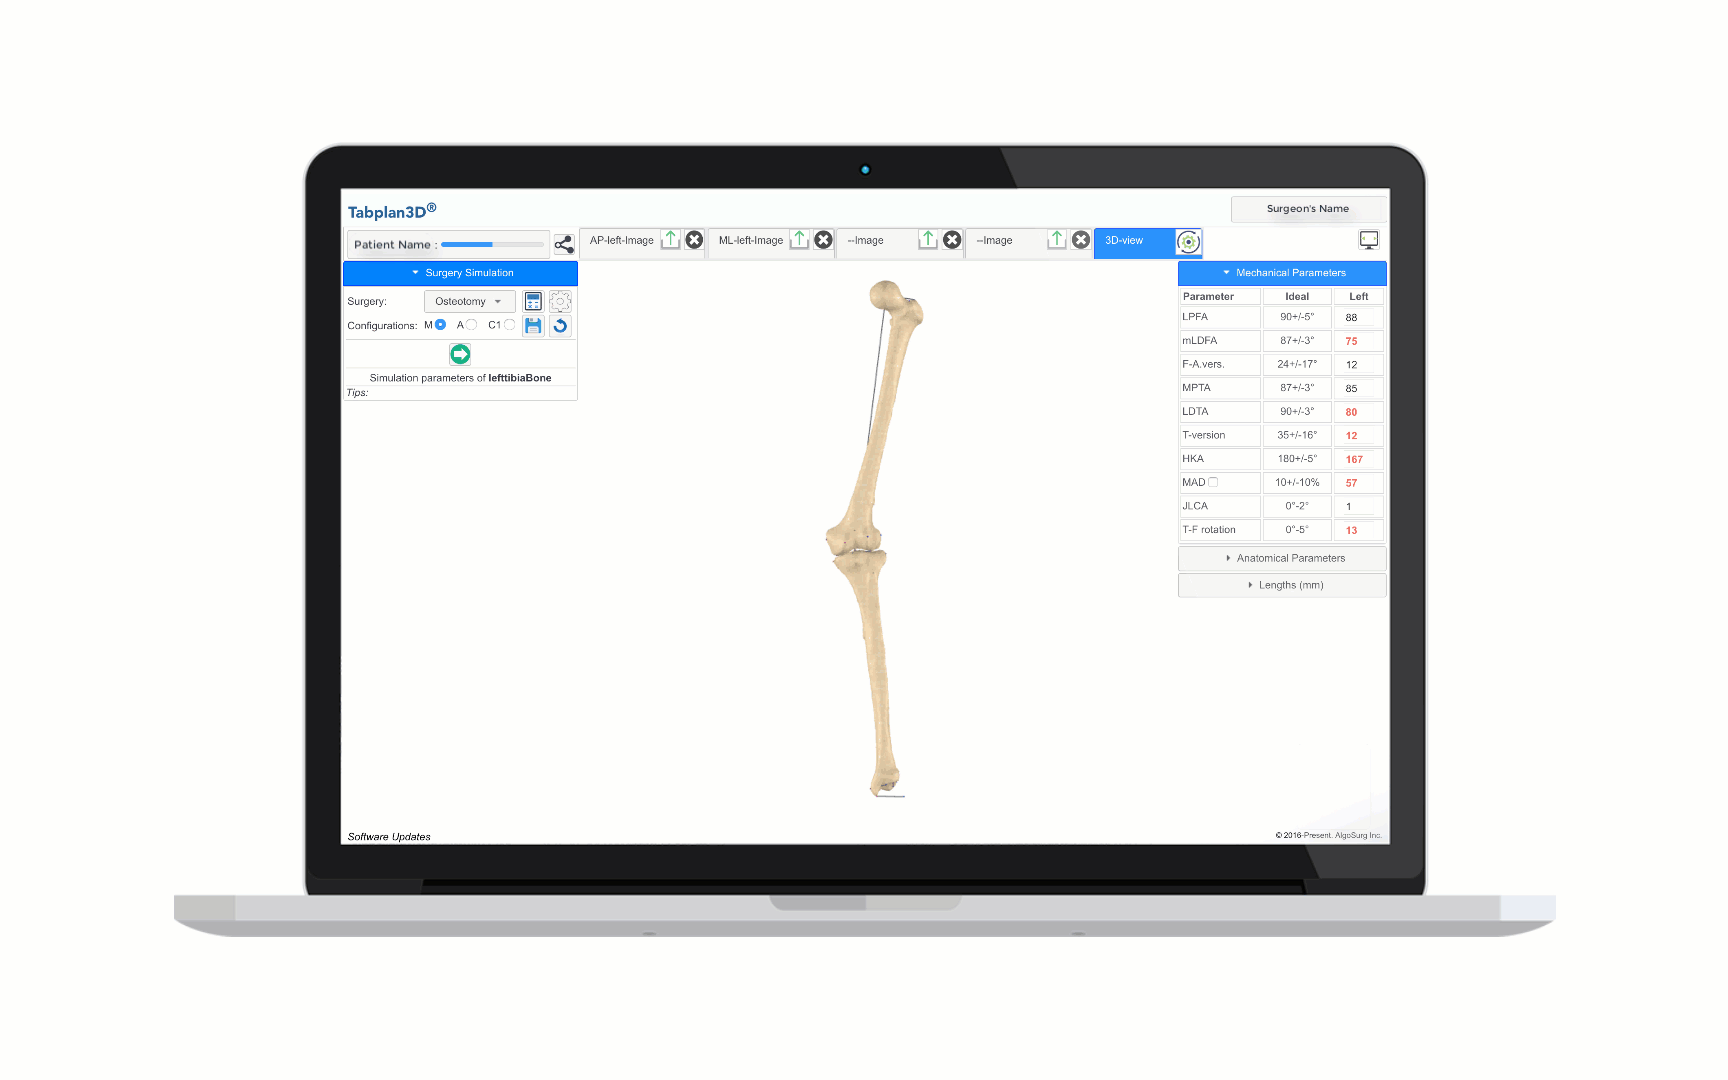 Tabplan3D®
Surgeon's Name
Patient Name :
AP-left-Image
ML-left-Image
--Image
--Image
3D-view
Surgery Simulation
Surgery: Osteotomy
Configurations: M A C1
Simulation parameters of lefttibiaBone
Tips:
Mechanical Parameters
Parameter Ideal Left
LPFA 90+/-5° 88
mLDFA 87+/-3° 75
F-A.vers. 24+/-17° 12
MPTA 87+/-3° 85
LDTA 90+/-3° 80
T-version 35+/-16° 12
HKA 180+/-5° 167
MAD 10+/-10% 57
JLCA 0°-2° 1
T-F rotation 0°-5° 13
Anatomical Parameters
Lengths (mm)
Software Updates
© 2016-Present. AlgoSurg Inc.